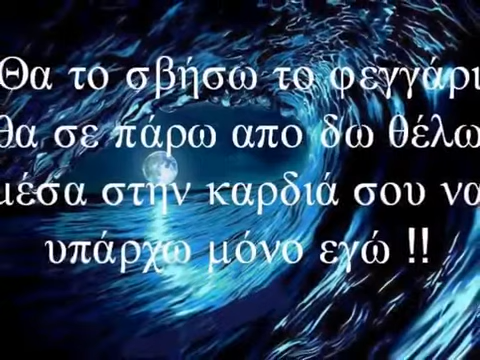 Θα το σβήσω το φεγγάρι
θα σε πάρω απο δω θέλω
μέσα στην καρδιά σου να
υπάρχω μόνο εγώ !!